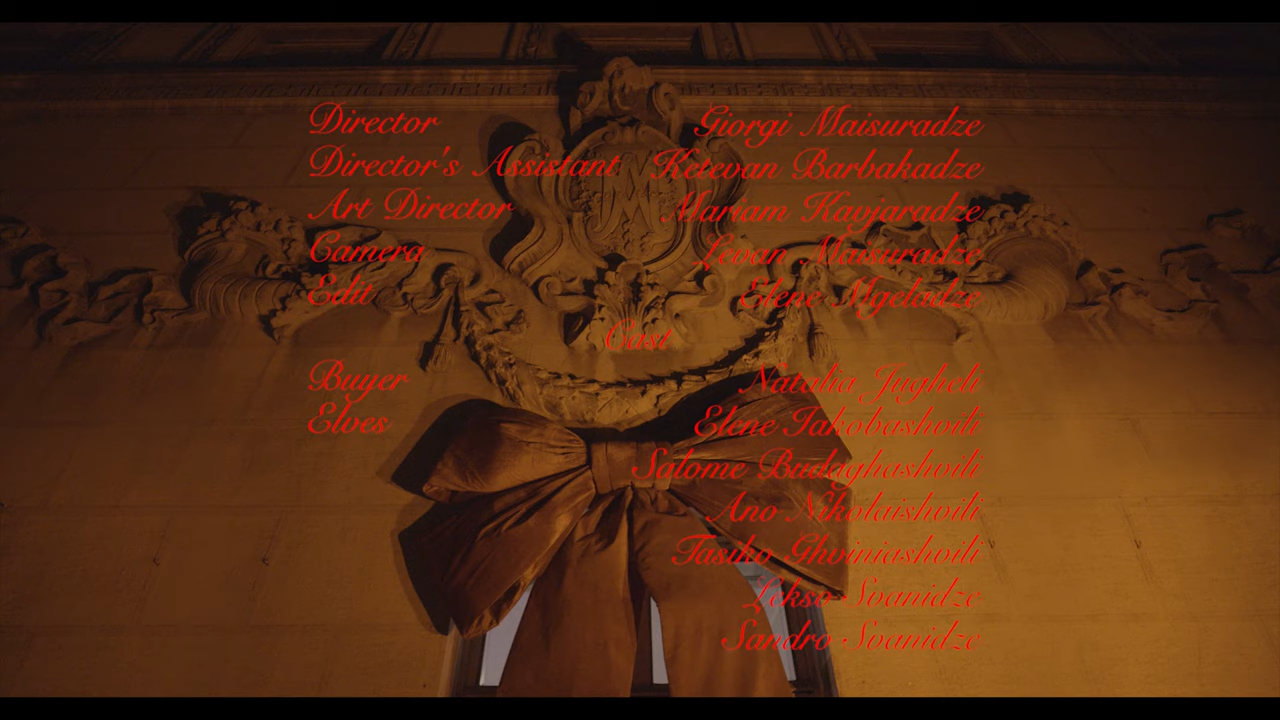 Director Giorgi Maisuradze
Director's Assistant Ketevan Barbakadze
Art Director Mariam Kavjaradze
Camera Levan Maisuradze
Edit Elene Mgeladze
Cast
Buyer Natalia Jugheli
Elves Elene Iakobashvili
Salome Budaghashvili
Ano Nikolaishvili
Tasiko Ghviniashvili
Lekso Svanidze
Sandro Svanidze